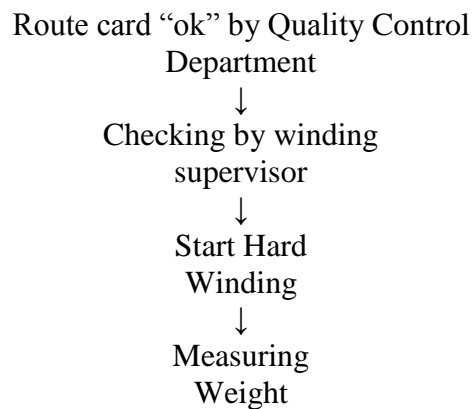 Route card “ok” by Quality Control
Department
↓
Checking by winding
supervisor
↓
Start Hard
Winding
↓
Measuring
Weight